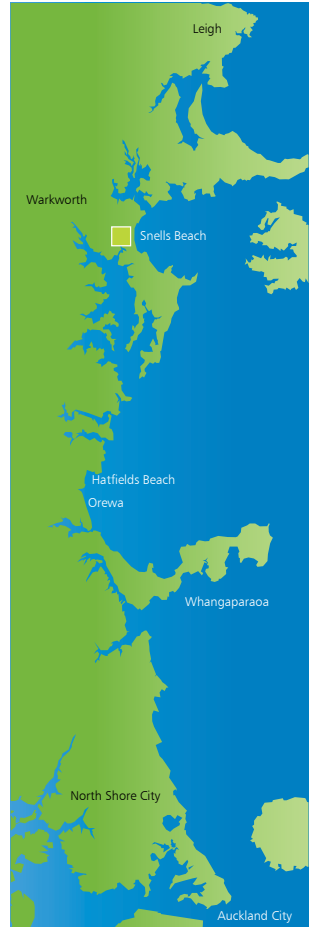 Leigh
Warkworth
Snells Beach
Hatfields Beach
Orewa
Whangaparaoa
North Shore City
Auckland City